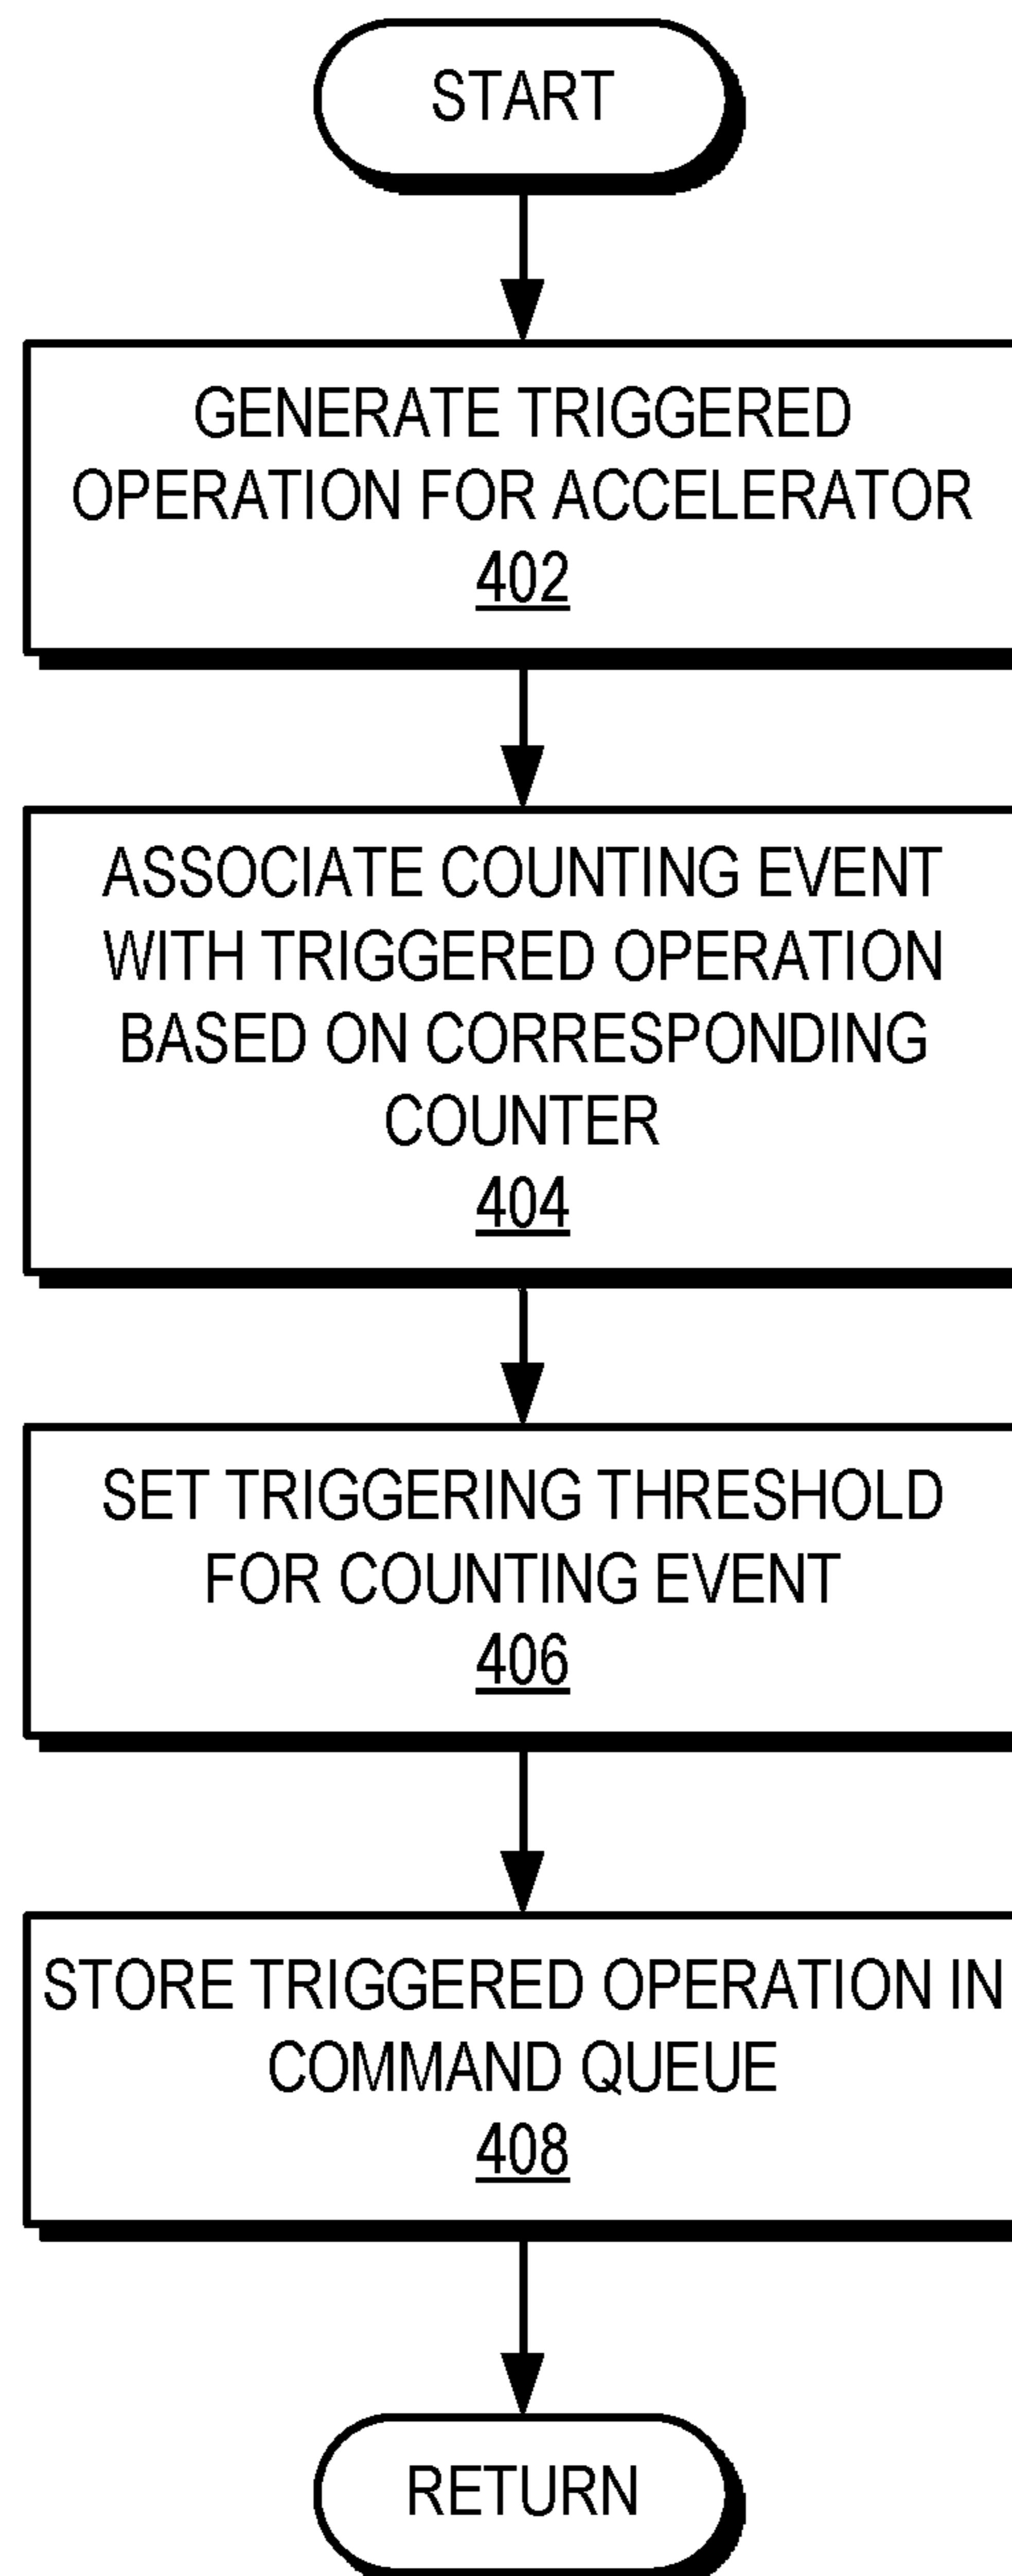 START
GENERATE TRIGGERED
OPERATION FOR ACCELERATOR
402
ASSOCIATE COUNTING EVENT
WITH TRIGGERED OPERATION
BASED ON CORRESPONDING
COUNTER
404
SET TRIGGERING THRESHOLD
FOR COUNTING EVENT
406
STORE TRIGGERED OPERATION IN
COMMAND QUEUE
408
RETURN